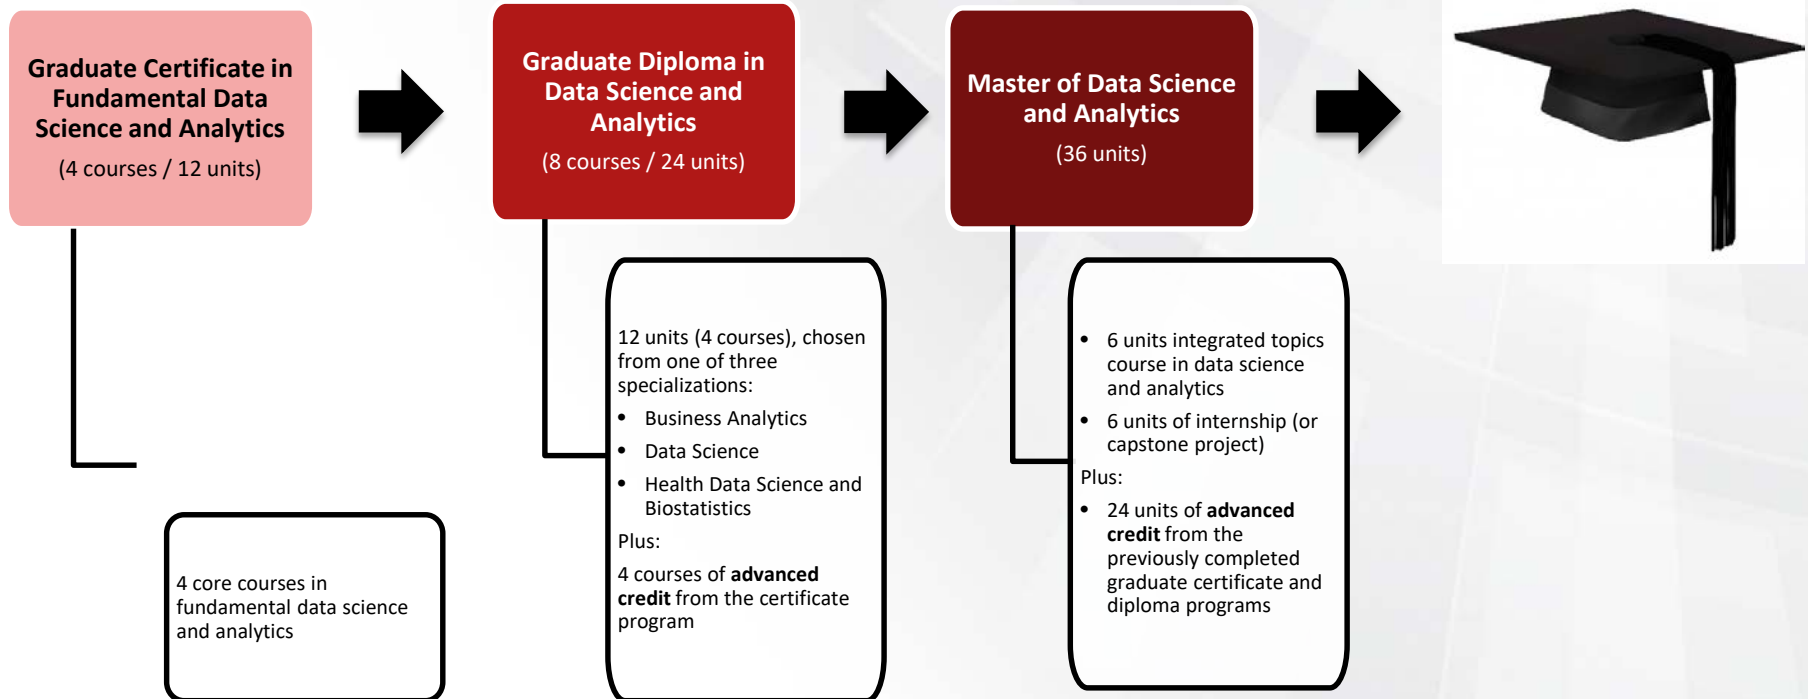 Graduate Certificate in
Fundamental Data
Science and Analytics
(4 courses / 12 units)
Graduate Diploma in
Data Science and
Analytics
(8 courses / 24 units)
Master of Data Science
and Analytics
(36 units)
4 core courses in
fundamental data science
and analytics
12 units (4 courses), chosen
from one of three
specializations:
• Business Analytics
• Data Science
• Health Data Science and
Biostatistics
Plus:
4 courses of advanced
credit from the certificate
program
• 6 units integrated topics
course in data science
and analytics
• 6 units of internship (or
capstone project)
Plus:
• 24 units of advanced
credit from the
previously completed
graduate certificate and
diploma programs